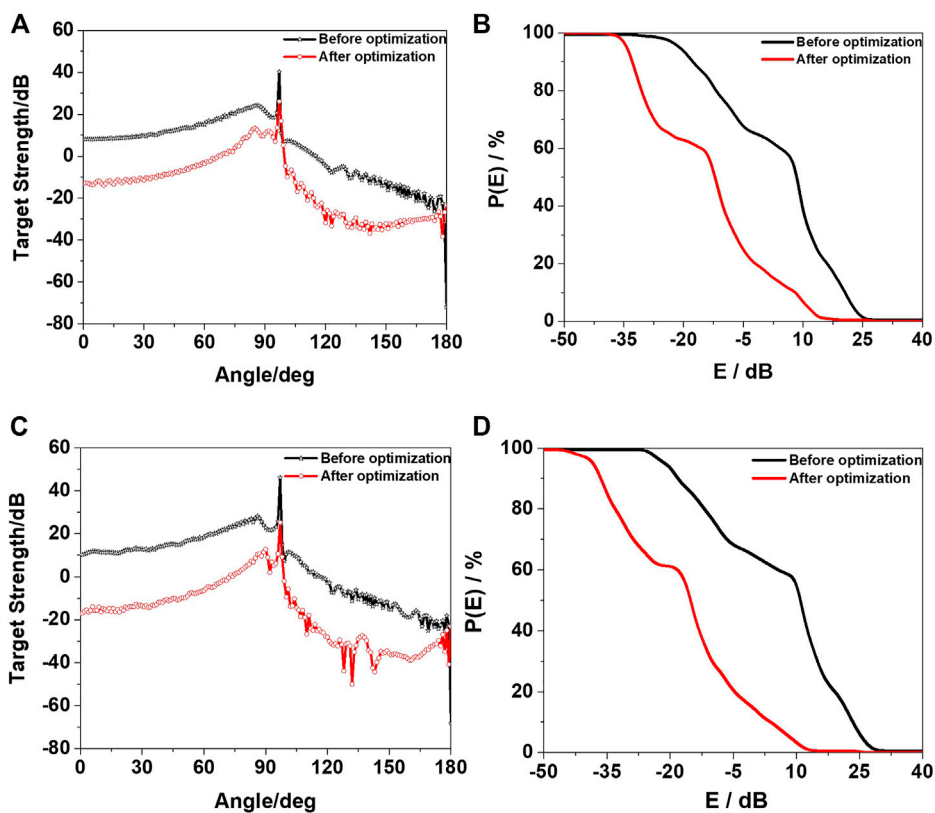 A
Target Strength/dB
60
40
20
0
-20
-40
-60
-80
0
30
60
90
120
150
180
Angle/deg
Before optimization
After optimization
B
P(E) / %
100
80
60
40
20
0
-50
-35
-20
-5
10
25
40
E / dB
Before optimization
After optimization
C
Target Strength/dB
60
40
20
0
-20
-40
-60
-80
0
30
60
90
120
150
180
Angle/deg
Before optimization
After optimization
D
P(E) / %
100
80
60
40
20
0
-50
-35
-20
-5
10
25
40
E / dB
Before optimization
After optimization